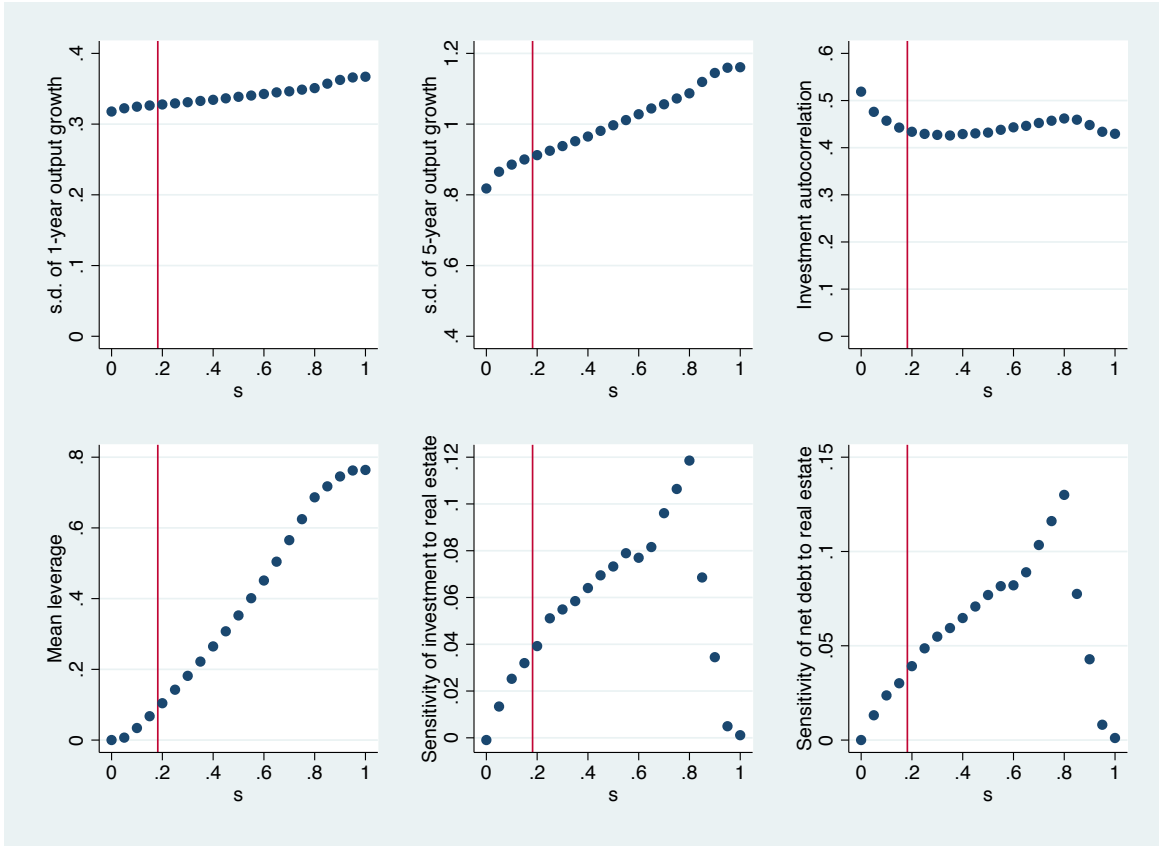 s.d. of 1-year output growth
.4
.3
.2
.1
0
0 .2 .4 .6 .8 1
s
s.d. of 5-year output growth
1.2
1
.8
.6
.4
0 .2 .4 .6 .8 1
s
Investment autocorrelation
.6
.5
.4
.3
.2
.1
0
0 .2 .4 .6 .8 1
s
Mean leverage
.8
.6
.4
.2
0
0 .2 .4 .6 .8 1
s
Sensitivity of investment to real estate
.12
.1
.08
.06
.04
.02
0
0 .2 .4 .6 .8 1
s
Sensitivity of net debt to real estate
.15
.1
.05
0
0 .2 .4 .6 .8 1
s